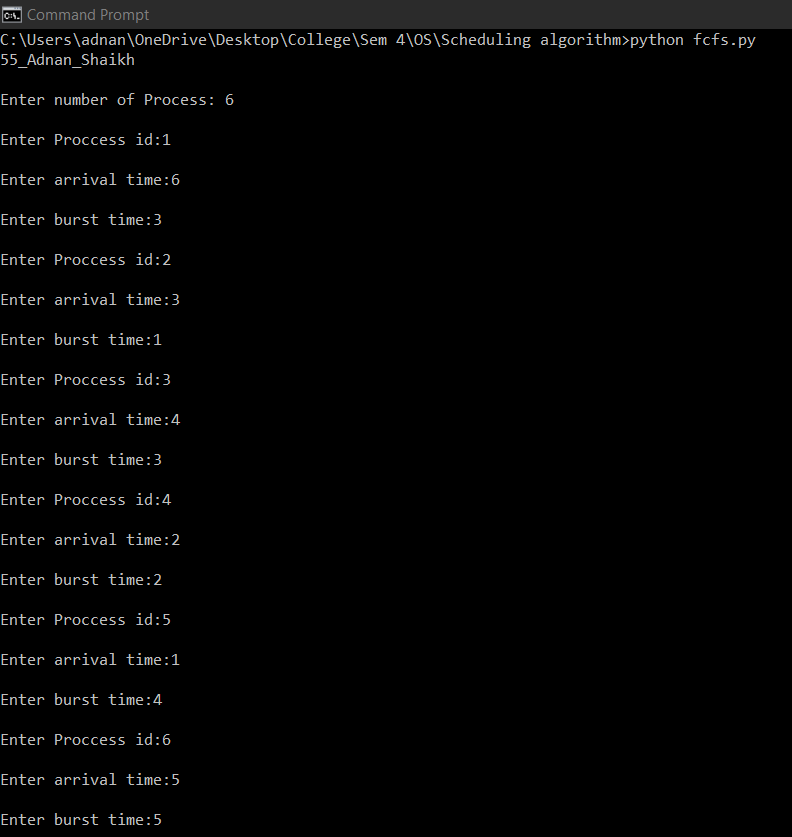 Command Prompt
C:\Users\adnan\OneDrive\Desktop\College\Sem 4\OS\Scheduling algorithm>python fcfs.py
55_Adnan_Shaikh
Enter number of Process: 6
Enter Proccess id:1
Enter arrival time:6
Enter burst time:3
Enter Proccess id:2
Enter arrival time:3
Enter burst time:1
Enter Proccess id:3
Enter arrival time:4
Enter burst time:3
Enter Proccess id:4
Enter arrival time:2
Enter burst time:2
Enter Proccess id:5
Enter arrival time:1
Enter burst time:4
Enter Proccess id:6
Enter arrival time:5
Enter burst time:5